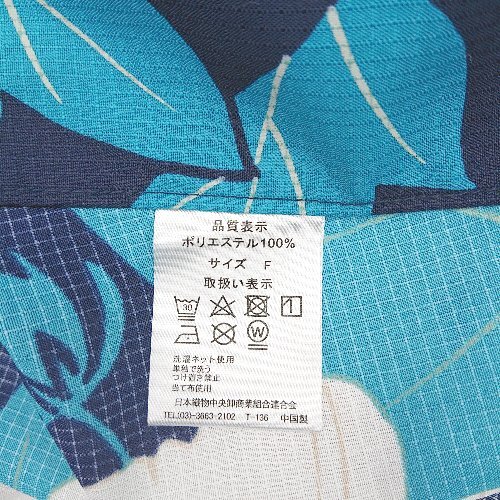 品質表示
ポリエステル100%
サイズ F
取扱い表示
30
W
洗濯ネット使用
単独で洗う
つけ置き禁止
当て布使用
日本織物中央卸商業組合連合会
TEL(03)-3663-2102 T-136 中国製